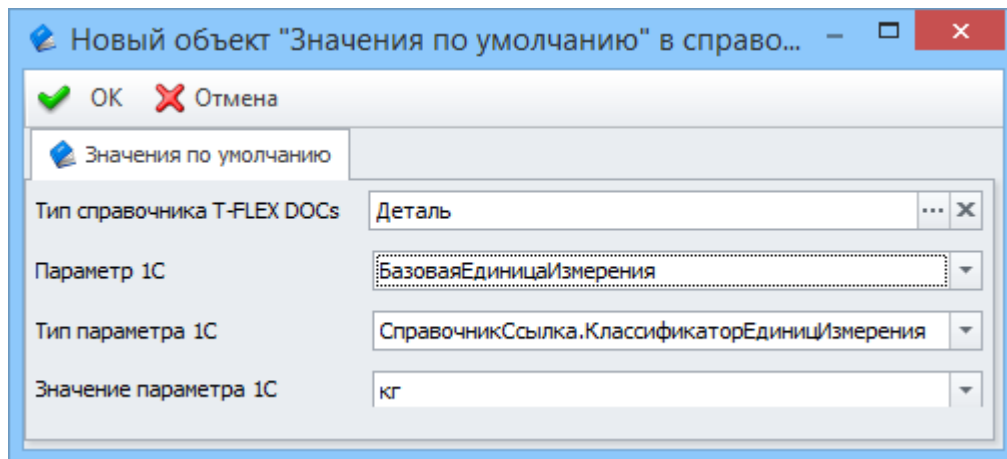 Новый объект "Значения по умолчанию" в справо...
OK Отмена
Значения по умолчанию
Тип справочника T-FLEX DOCs Деталь
Параметр 1С БазоваяЕдиницаИзмерения
Тип параметра 1С СправочникСсылка.КлассификаторЕдиницИзмерения
Значение параметра 1С кг